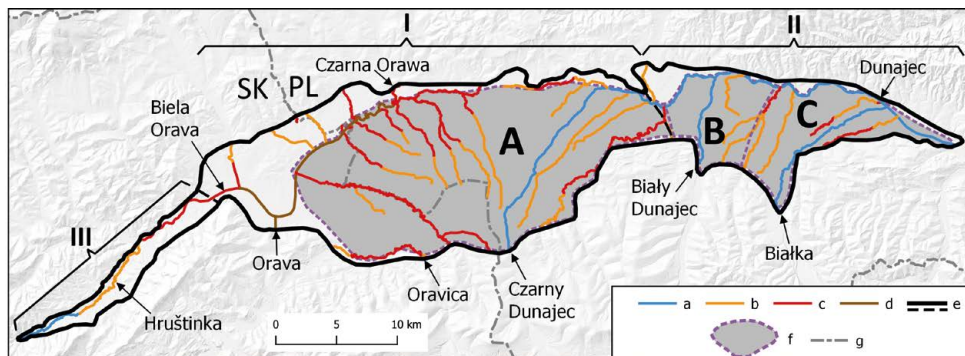 I
II
Czarna Orawa
Dunajec
SK
PL
Biela
Orava
A
B
C
III
Biały
Dunajec
Białka
Orava
Oravica
Czarny
Dunajec
Hruštinka
0 5 10 km
a b c d e
f g